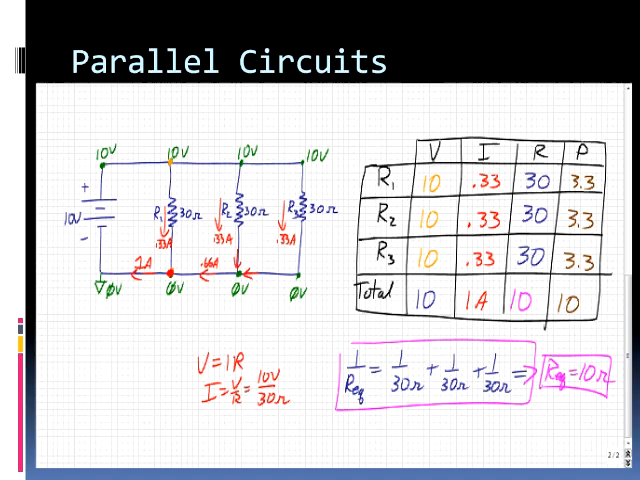 Parallel Circuits
10V 10V 10V 10V
+
10V
-
R1 30Ω R2 30Ω R3 30Ω
.33A .33A .33A
1A .66A
0V 0V 0V 0V
V I R P
R1 10 .33 30 3.3
R2 10 .33 30 3.3
R3 10 .33 30 3.3
Total 10 1A 10 10
V=IR
I=V/R=10V/30Ω
1/Req = 1/30Ω + 1/30Ω + 1/30Ω => Req=10Ω
2/2